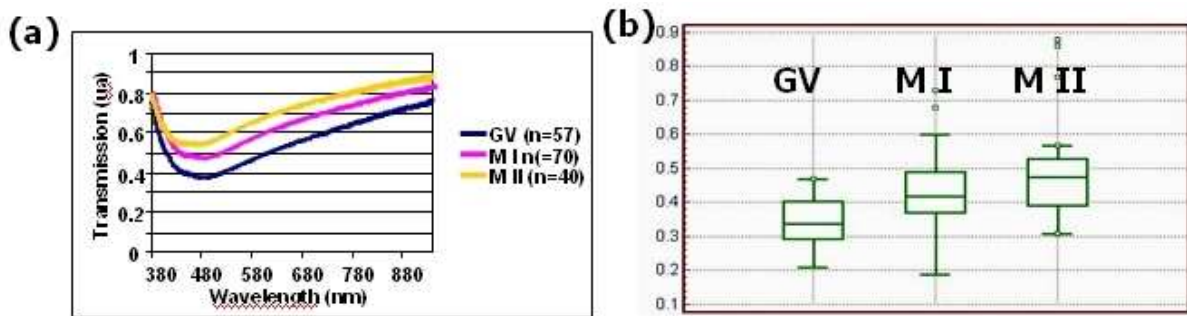 (a)
1
0.8
0.6
0.4
0.2
0
Transmission (ua)
380 480 580 680 780 880
Wavelength (nm)
GV (n=57)
M I n(=70)
M II (n=40)
(b)
0.9
0.8
0.7
0.6
0.5
0.4
0.3
0.2
0.1
GV M I M II